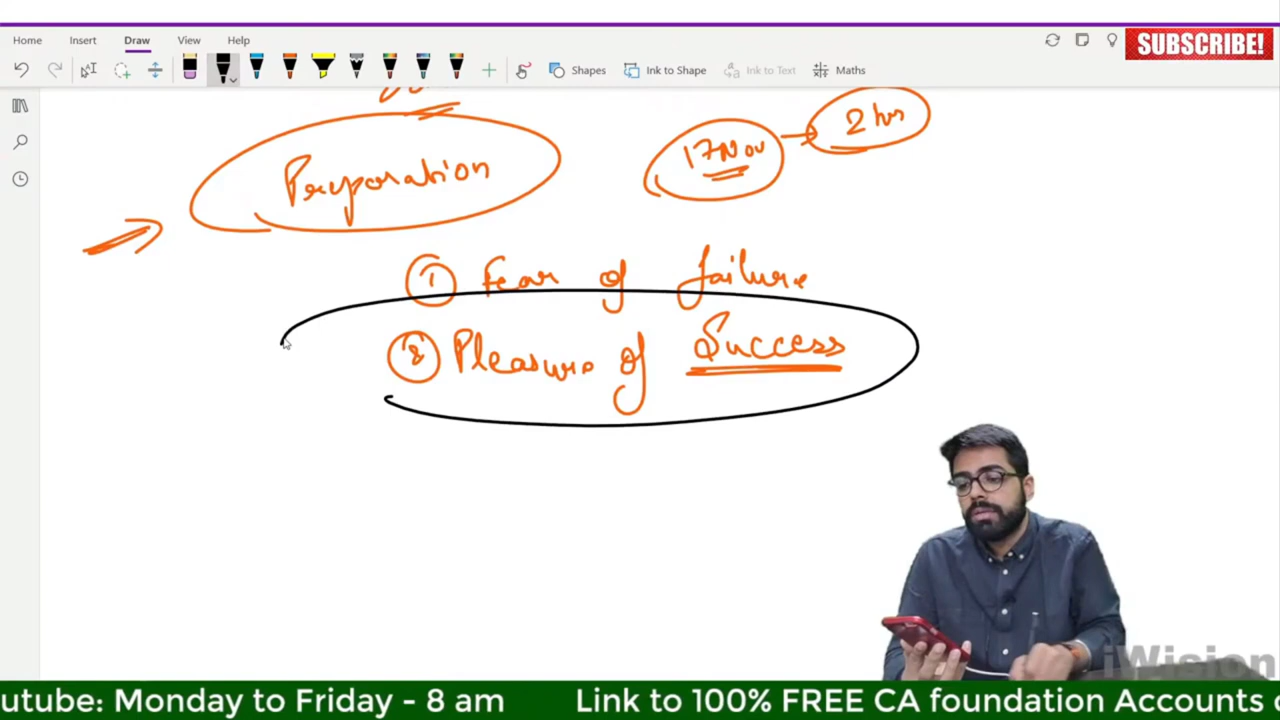 Home Insert Draw View Help
SUBSCRIBE!
Shapes Ink to Shape Ink to Text Maths
Preparation
17 Nov 2 hrs
① Fear of failure
Pleasure of Success
iWision
utube: Monday to Friday - 8 am Link to 100% FREE CA foundation Accounts